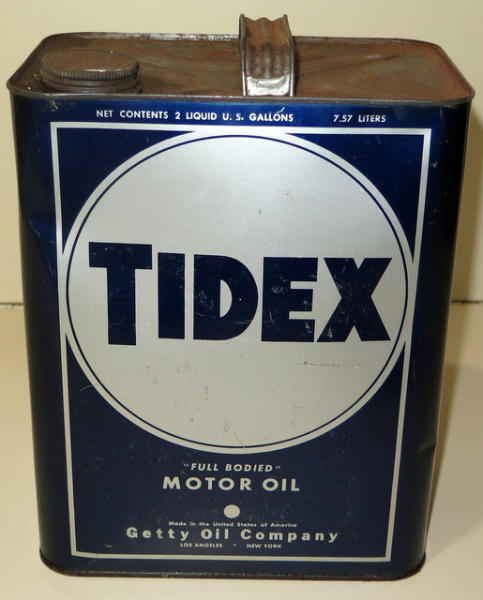 NET CONTENTS 2 LIQUID U. S. GALLONS 7.57 LITERS
TIDEX
"FULL BODIED"
MOTOR OIL
Made in the United States of America
Getty Oil Company
LOS ANGELES • NEW YORK